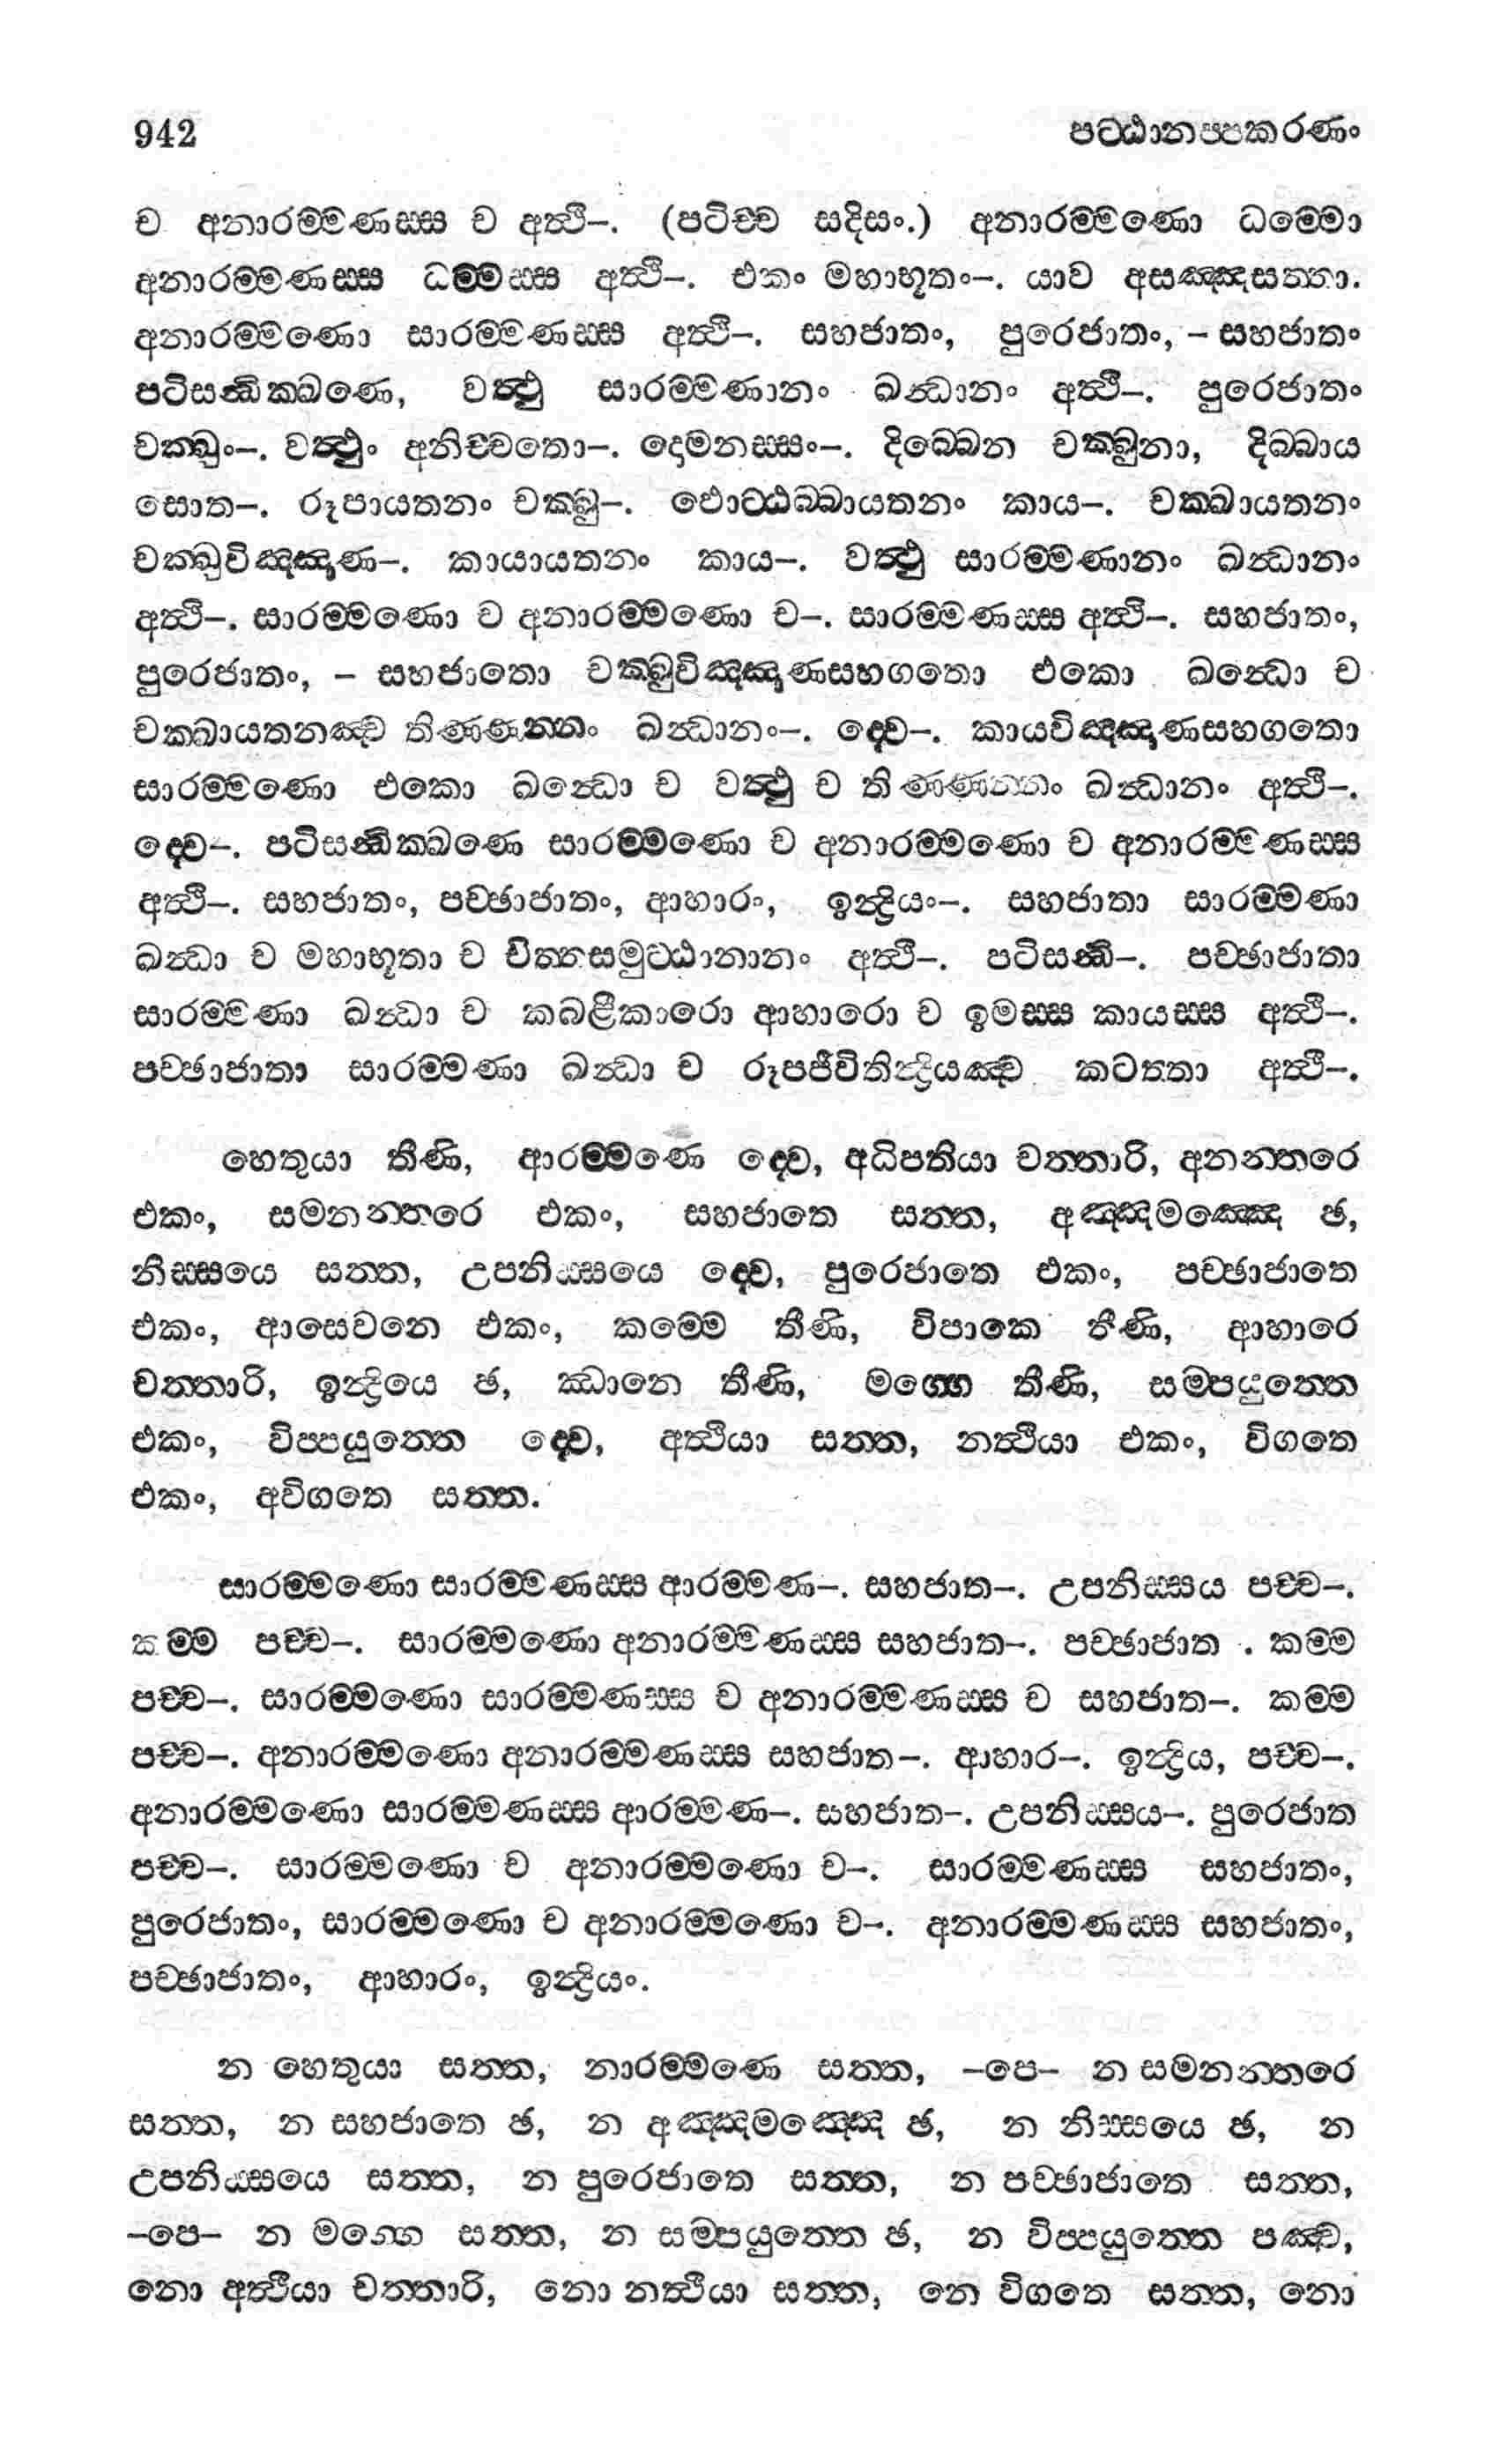 942 පට්ඨානප්පකරණං
ච අනාරම්මණස්ස ච අත්ථි–. (පටිච්ච සදිසං.) අනාරම්මණො ධම්මො
අනාරම්මණස්ස ධම්මස්ස අත්ථි–. එකං මහාභූතං–. යාව අසඤ්ඤසත්තා.
අනාරම්මණො සාරම්මණස්ස අත්ථි–. සහජාතං, පුරෙජාතං, – සහජාතං
පටිසන්ධික්ඛණෙ, වත්ථු සාරම්මණානං ඛන්ධානං අත්ථි–. පුරෙජාතං
චක්ඛුං–. වත්ථුං අනිච්චතො–. දොමනස්සං–. දිබ්බෙන චක්ඛුනා, දිබ්බාය
සොත–. රූපායතනං චක්ඛු–. ඵොට්ඨබ්බායතනං කාය–. චක්ඛායතනං
චක්ඛුවිඤ්ඤාණ–. කායායතනං කාය–. වත්ථු සාරම්මණානං ඛන්ධානං
අත්ථි–. සාරම්මණො ච අනාරම්මණො ච–. සාරම්මණස්ස අත්ථි–. සහජාතං,
පුරෙජාතං, – සහජාතො චක්ඛුවිඤ්ඤාණසහගතො එකො ඛන්ධො ච
චක්ඛායතනඤ්ච තිණ්ණන්නං ඛන්ධානං–. ද්වෙ–. කායවිඤ්ඤාණසහගතො
සාරම්මණො එකො ඛන්ධො ච වත්ථු ච තිණ්ණන්නං ඛන්ධානං අත්ථි–.
ද්වෙ–. පටිසන්ධික්ඛණෙ සාරම්මණො ච අනාරම්මණො ච අනාරම්මණස්ස
අත්ථි–. සහජාතං, පච්ඡාජාතං, ආහාරං, ඉන්ද්‍රියං–. සහජාතා සාරම්මණා
ඛන්ධා ච මහාභූතා ච චිත්තසමුට්ඨානානං අත්ථි–. පටිසන්ධි–. පච්ඡාජාතා
සාරම්මණා ඛන්ධා ච කබළීකාරො ආහාරො ච ඉමස්ස කායස්ස අත්ථි–.
පච්ඡාජාතා සාරම්මණා ඛන්ධා ච රූපජීවිතින්ද්‍රියඤ්ච කටත්තා අත්ථි–.
හෙතුයා තීණි, ආරම්මණෙ ද්වෙ, අධිපතියා චත්තාරි, අනන්තරෙ
එකං, සමනන්තරෙ එකං, සහජාතෙ සත්ත, අඤ්ඤමඤ්ඤෙ ඡ,
නිස්සයෙ සත්ත, උපනිස්සයෙ ද්වෙ, පුරෙජාතෙ එකං, පච්ඡාජාතෙ
එකං, ආසෙවනෙ එකං, කම්මෙ තීණි, විපාකෙ තීණි, ආහාරෙ
චත්තාරි, ඉන්ද්‍රියෙ ඡ, ඣානෙ තීණි, මග්ගෙ තීණි, සම්පයුත්තෙ
එකං, විප්පයුත්තෙ ද්වෙ, අත්ථියා සත්ත, නත්ථියා එකං, විගතෙ
එකං, අවිගතෙ සත්ත.
සාරම්මණො සාරම්මණස්ස ආරම්මණ–. සහජාත–. උපනිස්සය පච්ච–.
කම්ම පච්ච–. සාරම්මණො අනාරම්මණස්ස සහජාත–. පච්ඡාජාත . කම්ම
පච්ච–. සාරම්මණො සාරම්මණස්ස ච අනාරම්මණස්ස ච සහජාත–. කම්ම
පච්ච–. අනාරම්මණො අනාරම්මණස්ස සහජාත–. ආහාර–. ඉන්ද්‍රිය, පච්ච–.
අනාරම්මණො සාරම්මණස්ස ආරම්මණ–. සහජාත–. උපනිස්සය–. පුරෙජාත
පච්ච–. සාරම්මණො ච අනාරම්මණො ච–. සාරම්මණස්ස සහජාතං,
පුරෙජාතං, සාරම්මණො ච අනාරම්මණො ච–. අනාරම්මණස්ස සහජාතං,
පච්ඡාජාතං, ආහාරං, ඉන්ද්‍රියං.
න හෙතුයා සත්ත, නාරම්මණෙ සත්ත, –පෙ– න සමනන්තරෙ
සත්ත, න සහජාතෙ ඡ, න අඤ්ඤමඤ්ඤෙ ඡ, න නිස්සයෙ ඡ, න
උපනිස්සයෙ සත්ත, න පුරෙජාතෙ සත්ත, න පච්ඡාජාතෙ සත්ත,
–පෙ– න මග්ගෙ සත්ත, න සම්පයුත්තෙ ඡ, න විප්පයුත්තෙ පඤ්ච,
නො අත්ථියා චත්තාරි, නො නත්ථියා සත්ත, නෙ විගතෙ සත්ත, නො